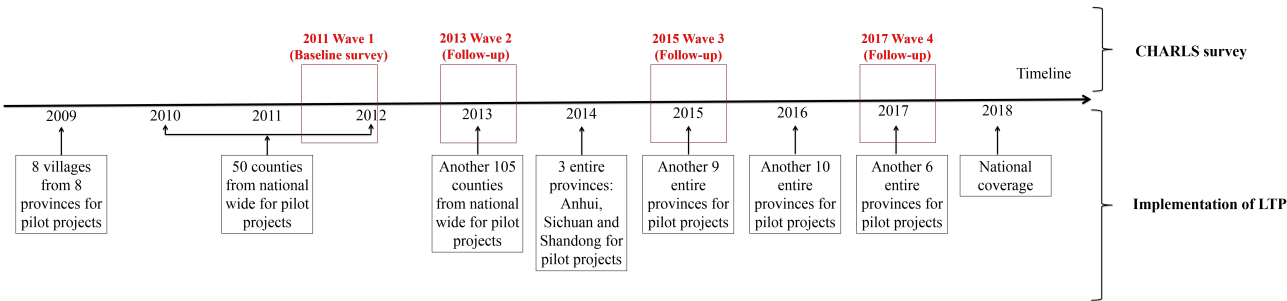 2011 Wave 1
(Baseline survey)
2013 Wave 2
(Follow-up)
2015 Wave 3
(Follow-up)
2017 Wave 4
(Follow-up)
CHARLS survey
Timeline
2009
2010
2011
2012
2013
2014
2015
2016
2017
2018
8 villages
from 8
provinces for
pilot projects
50 counties
from national
wide for pilot
projects
Another 105
counties
from national
wide for pilot
projects
3 entire
provinces:
Anhui,
Sichuan and
Shandong for
pilot projects
Another 9
entire
provinces for
pilot projects
Another 10
entire
provinces for
pilot projects
Another 6
entire
provinces for
pilot projects
National
coverage
Implementation of LTP